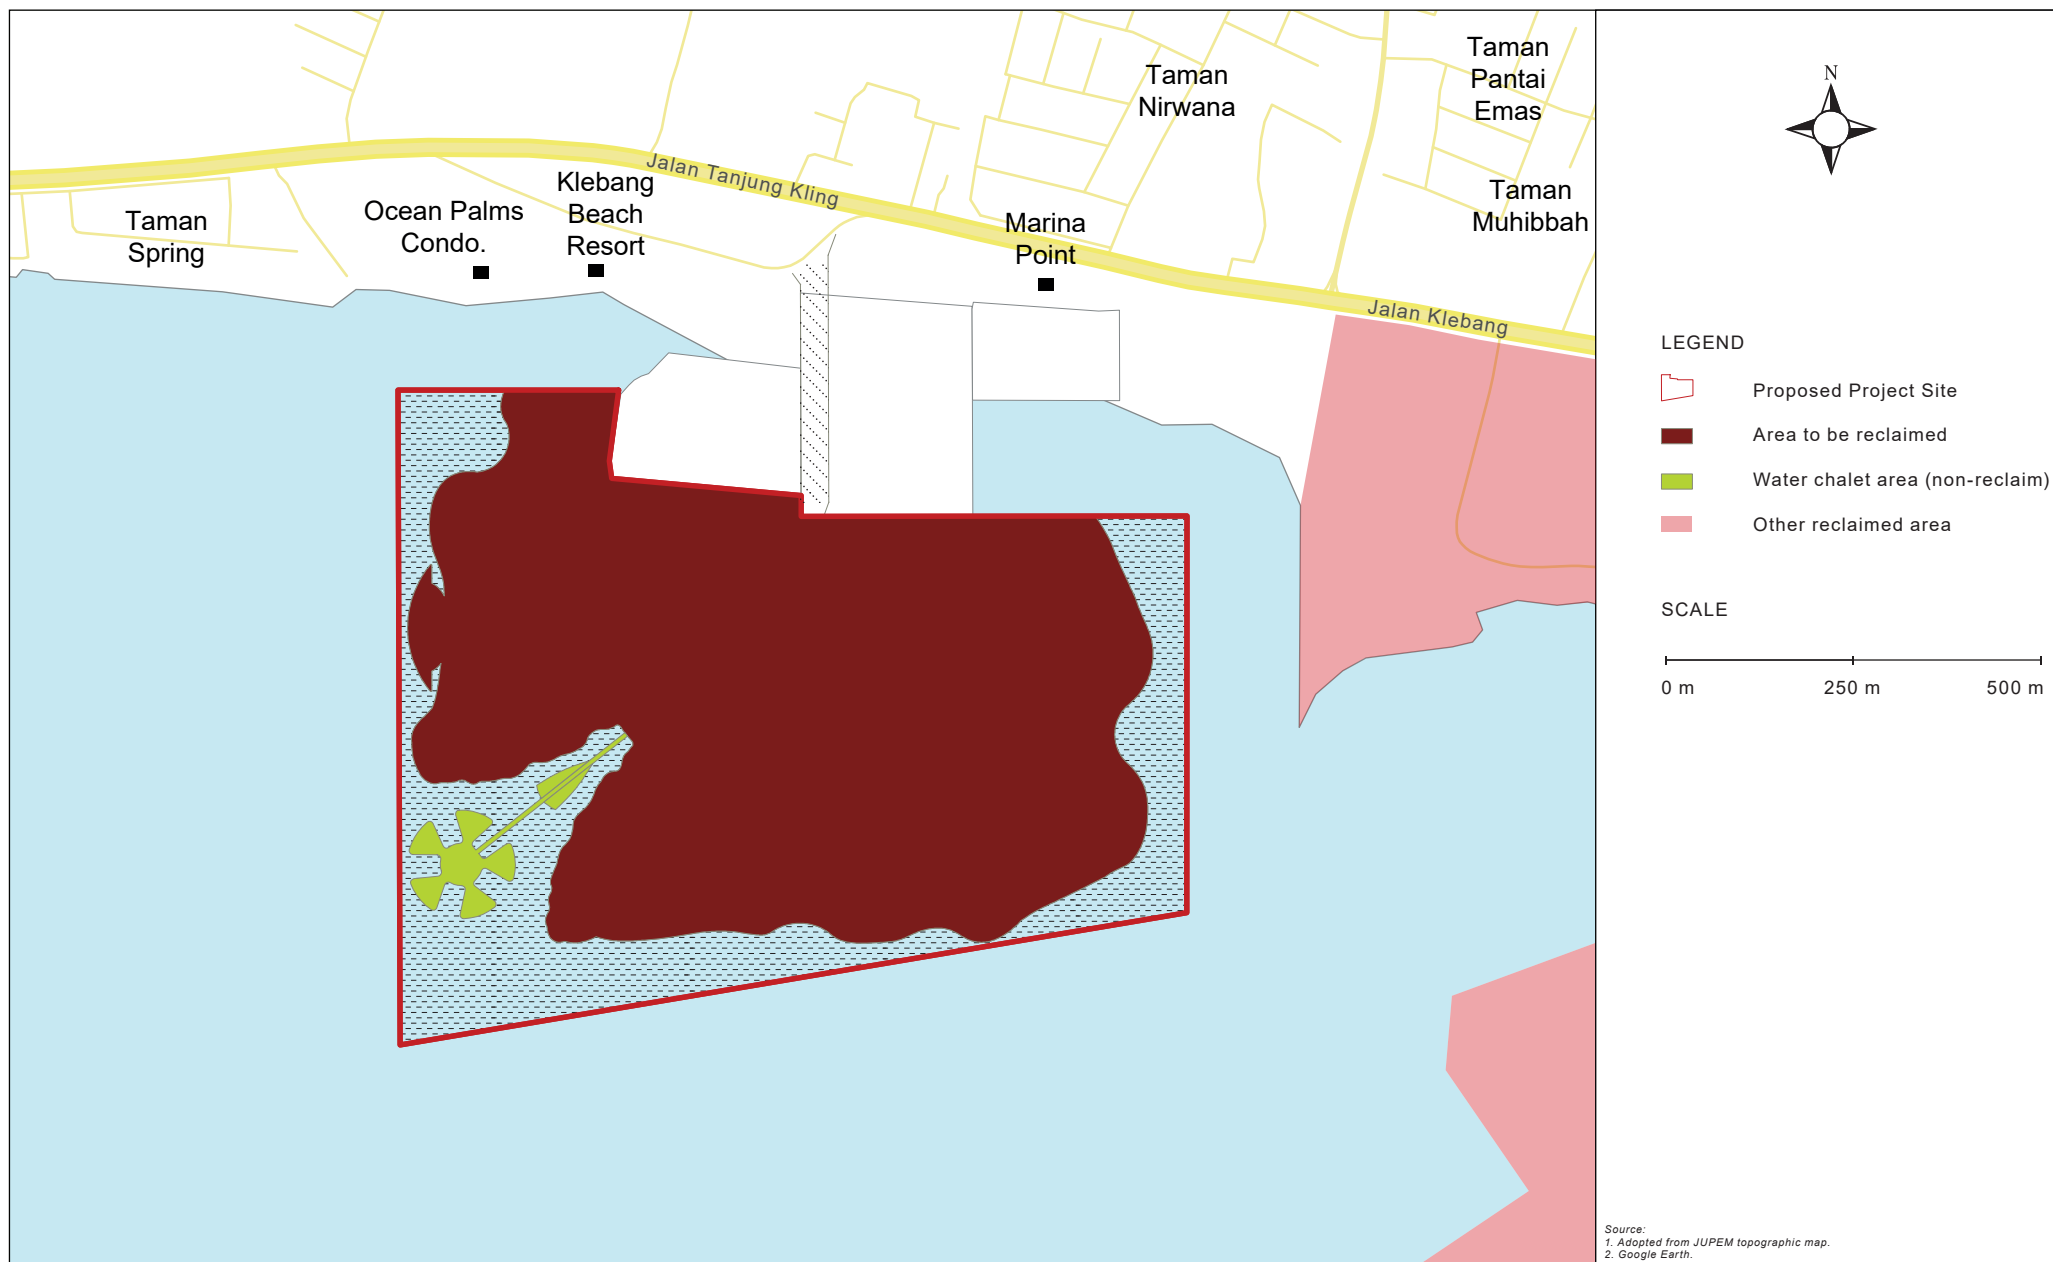 Taman
Pantai
Emas
Taman
Nirwana
N
Jalan Tanjung Kling
Klebang
Beach
Resort
Ocean Palms
Condo.
Taman
Spring
Marina
Point
Taman
Muhibbah
Jalan Klebang
LEGEND
Proposed Project Site
Area to be reclaimed
Water chalet area (non-reclaim)
Other reclaimed area
SCALE
0 m
250 m
500 m
Source:
1. Adopted from JUPEM topographic map.
2. Google Earth.